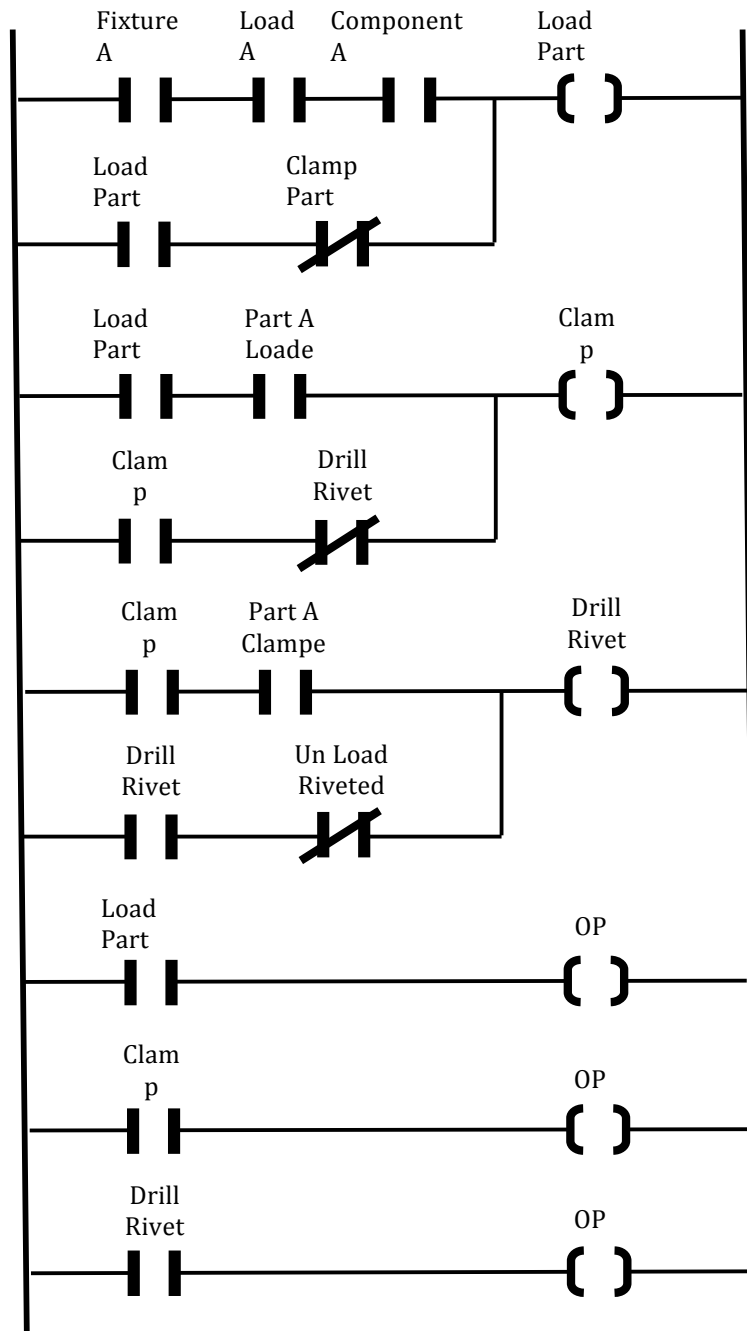 Fixture
A
Load
A
Component
A
Load
Part
Load
Part
Clamp
Part
Load
Part
Part A
Loade
Clam
p
Clam
p
Drill
Rivet
Clam
p
Part A
Clampe
Drill
Rivet
Drill
Rivet
Un Load
Riveted
Load
Part
OP
Clam
p
OP
Drill
Rivet
OP